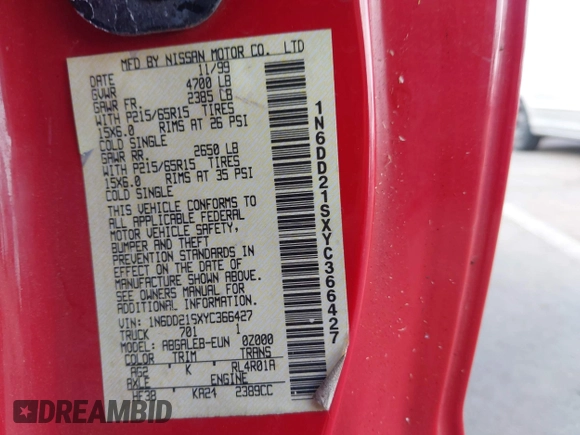 MFD BY NISSAN MOTOR CO. LTD
DATE 11/99
GVWR 4700 LB
GAWR FR. 2385 LB
WITH P215/65R15 TIRES
15X6.0 RIMS AT 26 PSI
COLD SINGLE
GAWR RR. 2650 LB
WITH P215/65R15 TIRES
15X6.0 RIMS AT 35 PSI
COLD SINGLE
THIS VEHICLE CONFORMS TO
ALL APPLICABLE FEDERAL
MOTOR VEHICLE SAFETY,
BUMPER AND THEFT
PREVENTION STANDARDS IN
EFFECT ON THE DATE OF
MANUFACTURE SHOWN ABOVE.
SEE OWNERS MANUAL AND
ADDITIONAL INFORMATION.
VIN: 1N6DD21SXYC366427
TRUCK 701 1
MODEL: ABGALEB-EUN 0Z000
COLOR TRIM TRANS
AG2 K RL4R01A
AXLE ENGINE
HF38 KA24 2389CC
1N6DD21SXYC366427
DREAMBID